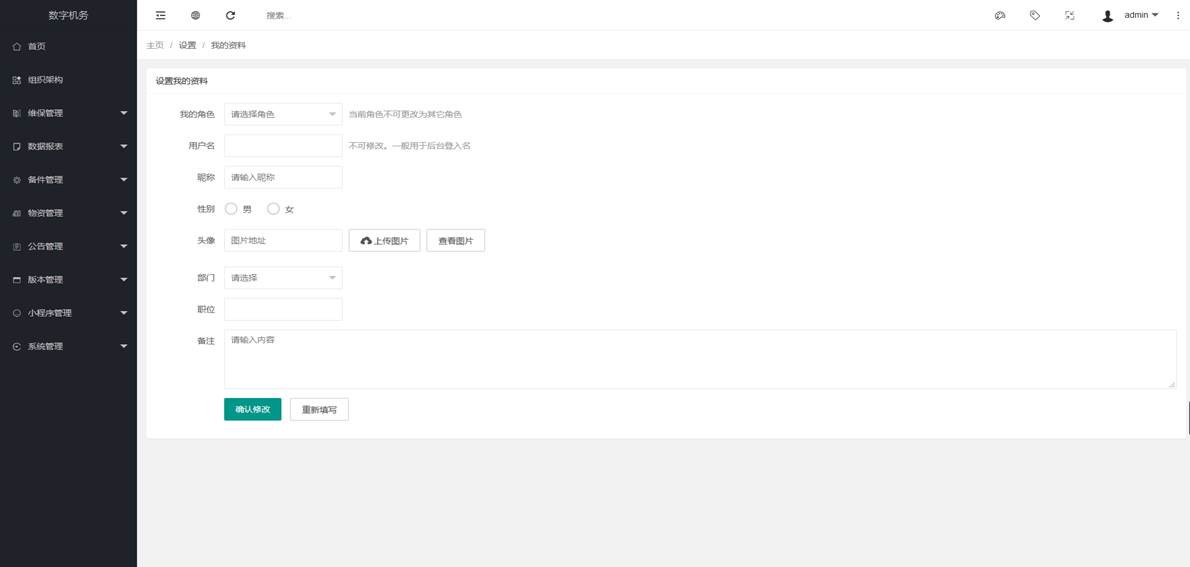 数字机务
搜索...
admin
首页
组织架构
维保管理
数据报表
备件管理
物资管理
公告管理
版本管理
小程序管理
系统管理
主页 / 设置 / 我的资料
设置我的资料
我的角色 请选择角色 当前角色不可更改为其它角色
用户名 不可修改。一般用于后台登入名
昵称 请输入昵称
性别 男 女
头像 图片地址 上传图片 查看图片
部门 请选择
职位
备注 请输入内容
确认修改 重新填写